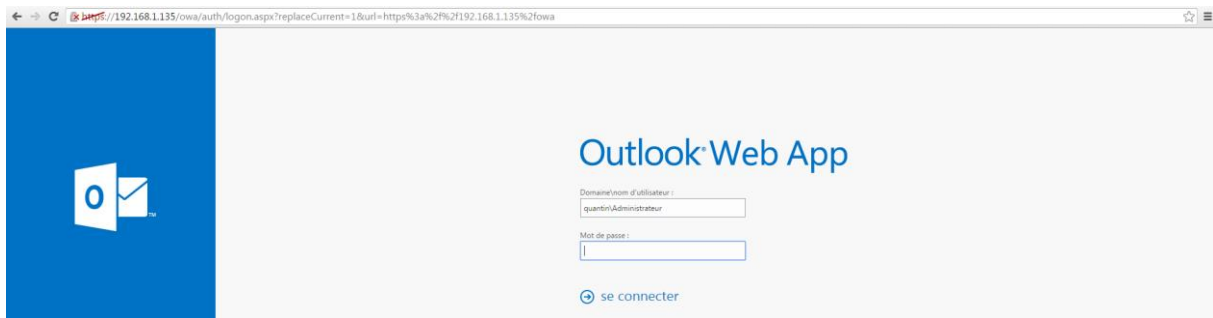 https://192.168.1.135/owa/auth/logon.aspx?replaceCurrent=1&url=https%3a%2f%2f192.168.1.135%2fowa
Outlook® Web App
O
TM
Domaine\nom d'utilisateur :
quantin\Administrateur
Mot de passe :
se connecter